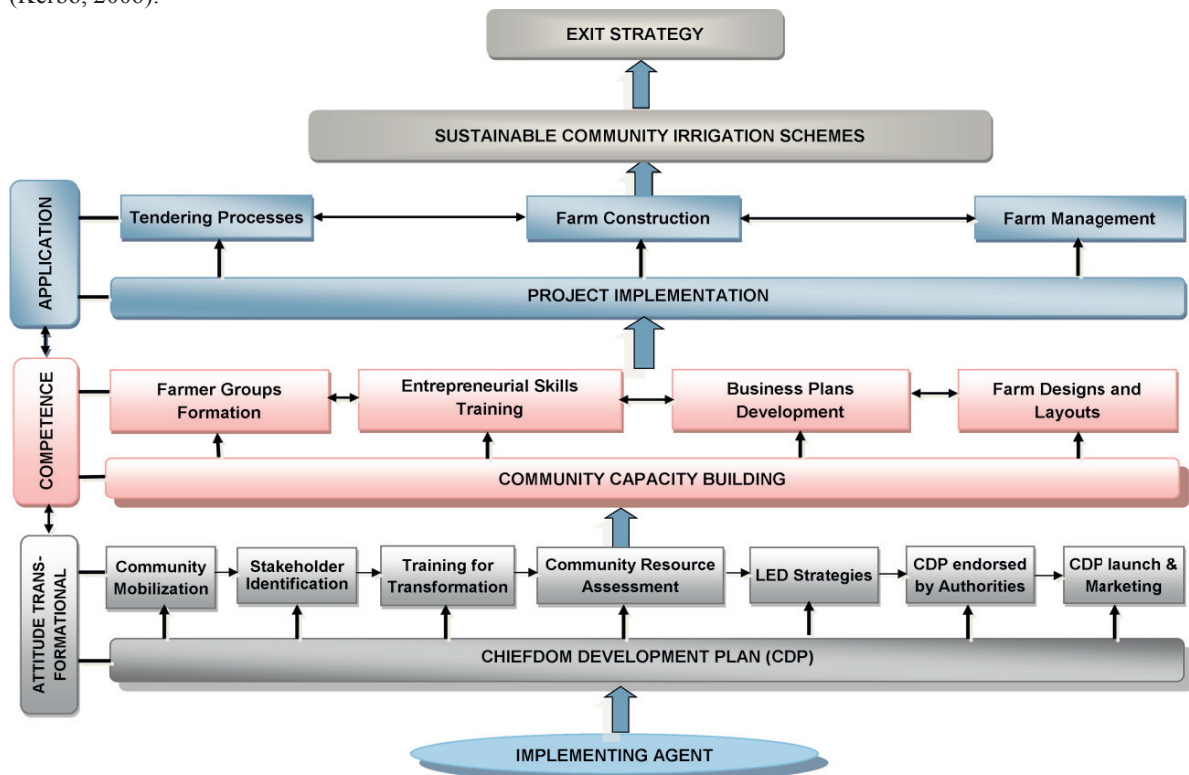 (Kerbo, 2006).
EXIT STRATEGY
SUSTAINABLE COMMUNITY IRRIGATION SCHEMES
APPLICATION
Tendering Processes
Farm Construction
Farm Management
PROJECT IMPLEMENTATION
COMPETENCE
Farmer Groups
Formation
Entrepreneurial Skills
Training
Business Plans
Development
Farm Designs and
Layouts
COMMUNITY CAPACITY BUILDING
ATTITUDE TRANS-
FORMATIONAL
Community
Mobilization
Stakeholder
Identification
Training for
Transformation
Community Resource
Assessment
LED Strategies
CDP endorsed
by Authorities
CDP launch &
Marketing
CHIEFDOM DEVELOPMENT PLAN (CDP)
IMPLEMENTING AGENT